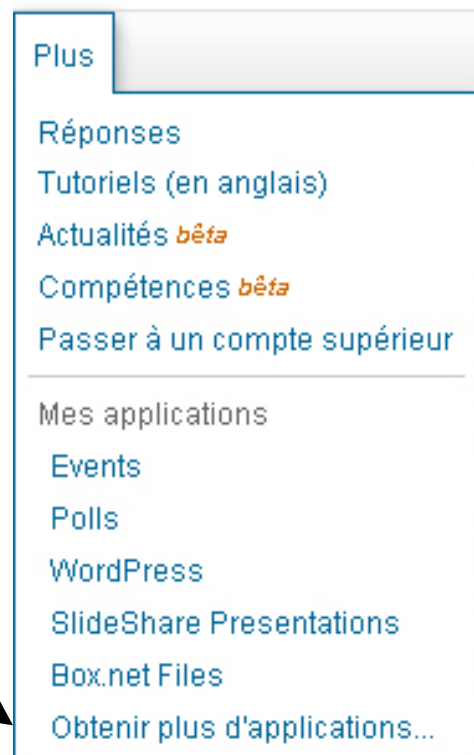 Plus
Réponses
Tutoriels (en anglais)
Actualités bêta
Compétences bêta
Passer à un compte supérieur
Mes applications
Events
Polls
WordPress
SlideShare Presentations
Box.net Files
Obtenir plus d'applications...